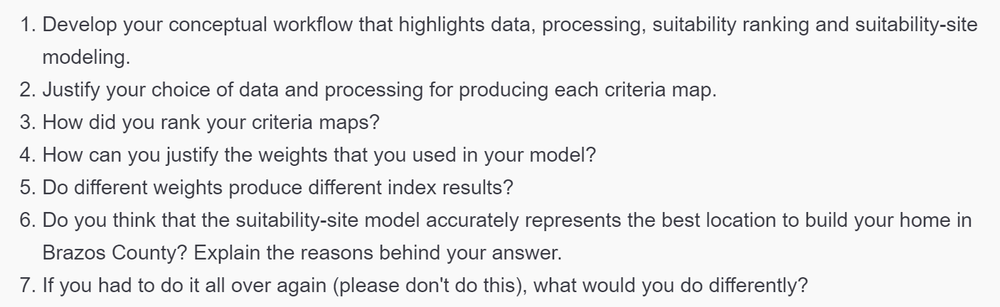 1. Develop your conceptual workflow that highlights data, processing, suitability ranking and suitability-site
modeling.
2. Justify your choice of data and processing for producing each criteria map.
3. How did you rank your criteria maps?
4. How can you justify the weights that you used in your model?
5. Do different weights produce different index results?
6. Do you think that the suitability-site model accurately represents the best location to build your home in
Brazos County? Explain the reasons behind your answer.
7. If you had to do it all over again (please don't do this), what would you do differently?